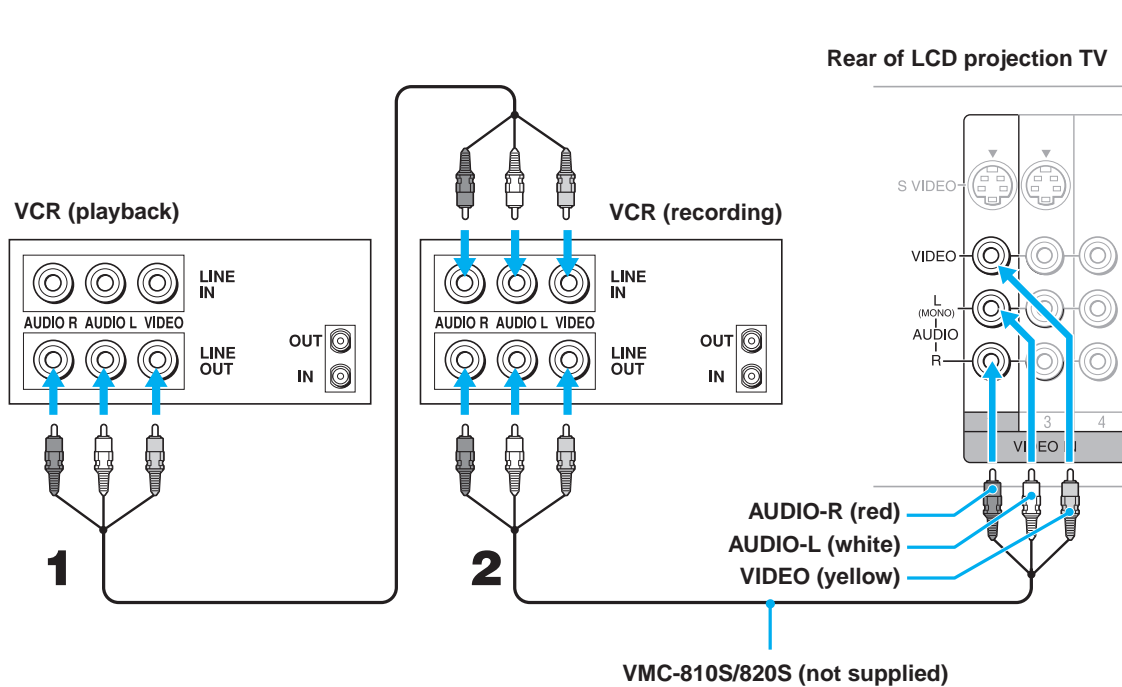 Rear of LCD projection TV
S VIDEO
VIDEO
L
(MONO)
AUDIO
R
3
4
VIDEO IN
VCR (playback)
LINE
IN
AUDIO R AUDIO L VIDEO
LINE
OUT
OUT
IN
VCR (recording)
LINE
IN
AUDIO R AUDIO L VIDEO
LINE
OUT
OUT
IN
1
2
AUDIO-R (red)
AUDIO-L (white)
VIDEO (yellow)
VMC-810S/820S (not supplied)